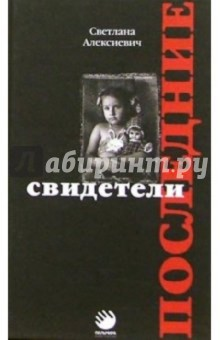 Светлана
Алексиевич
ПОСЛЕДНИЕ
свидетели
Лабиринт.ру